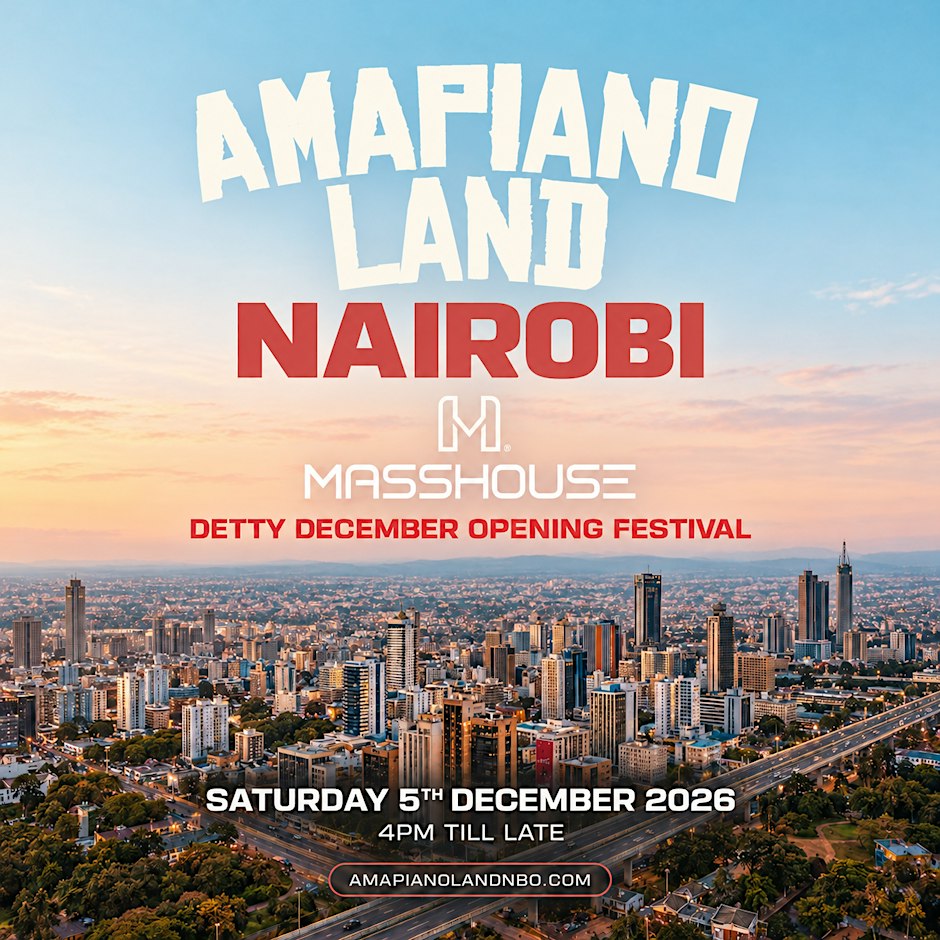 AMAPIANO
LAND
NAIROBI
M®
MASSHOUSE
DETTY DECEMBER OPENING FESTIVAL
SATURDAY 5TH DECEMBER 2026
4PM TILL LATE
AMAPIANOLANDNBO.COM